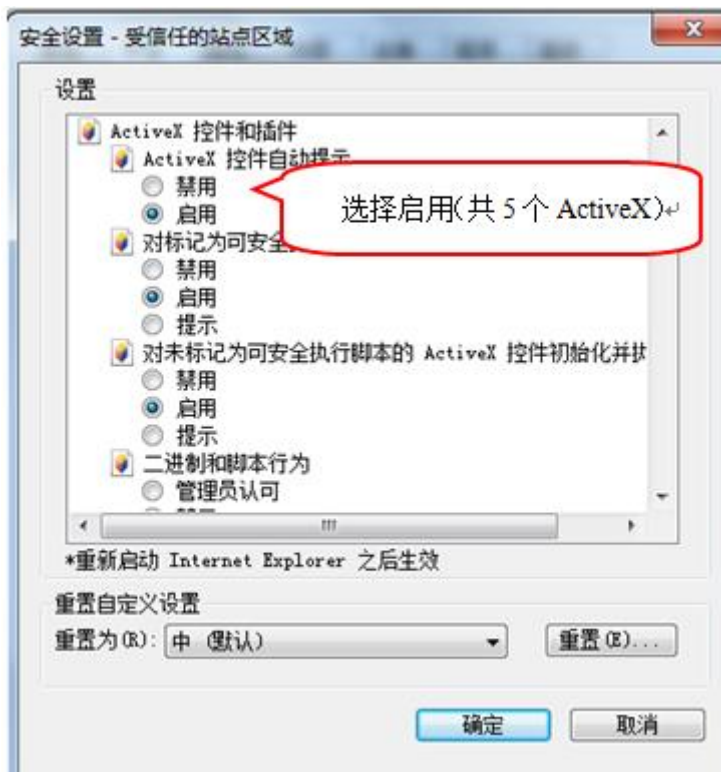 安全设置 - 受信任的站点区域
设置
ActiveX 控件和插件
ActiveX 控件自动提示
禁用
启用
选择启用(共 5 个 ActiveX)↵
对标记为可安全
禁用
启用
提示
对未标记为可安全执行脚本的 ActiveX 控件初始化并执
禁用
启用
提示
二进制和脚本行为
管理员认可
*重新启动 Internet Explorer 之后生效
重置自定义设置
重置为(R): 中 (默认)
重置(E)...
确定
取消